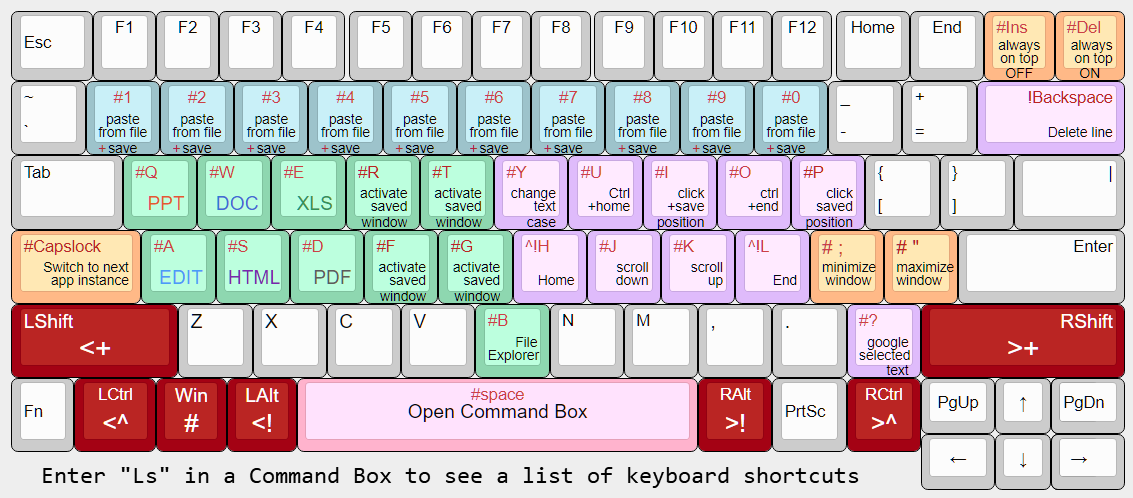 Esc F1 F2 F3 F4 F5 F6 F7 F8 F9 F10 F11 F12 Home End #Ins always on top OFF #Del always on top ON
~ ` #1 paste from file + save #2 paste from file + save #3 paste from file + save #4 paste from file + save #5 paste from file + save #6 paste from file + save #7 paste from file + save #8 paste from file + save #9 paste from file + save #0 paste from file + save _ - + = !Backspace Delete line
Tab #Q PPT #W DOC #E XLS #R activate saved window #T activate saved window #Y change text case #U Ctrl +home #I click +save position #O ctrl +end #P click saved position { [ } ] |
#Capslock Switch to next app instance #A EDIT #S HTML #D PDF #F activate saved window #G activate saved window ^!H Home #J scroll down #K scroll up ^!L End # ; minimize window # " maximize window Enter
LShift <+ Z X C V #B File Explorer N M , . #? google selected text RShift >+
Fn LCtrl <^ Win # LAlt <! #space Open Command Box RAlt >! PrtSc RCtrl >^ PgUp ↑ PgDn
← ↓ →
Enter "Ls" in a Command Box to see a list of keyboard shortcuts